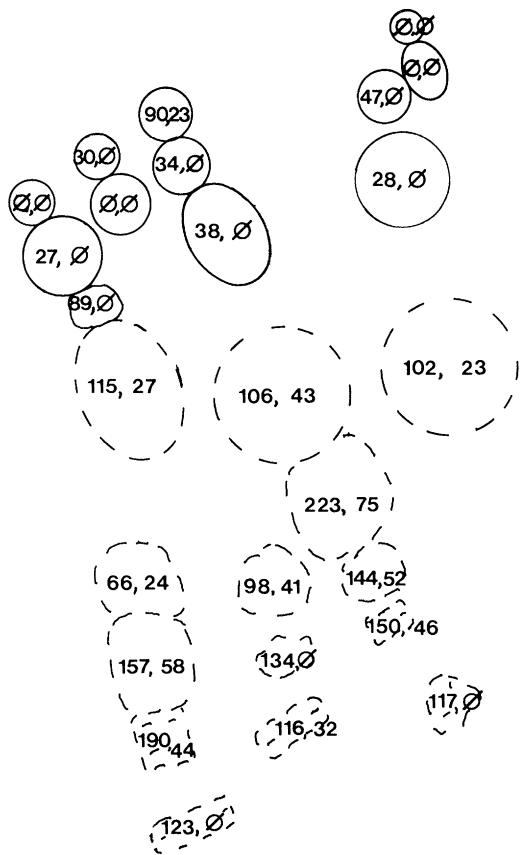 Ø,Ø
Ø,Ø
47,Ø
90,23
30,Ø
34,Ø
28, Ø
Ø,Ø
Ø,Ø
38, Ø
27, Ø
89,Ø
115, 27
106, 43
102, 23
223, 75
66, 24
98, 41
144,52
150, 46
157, 58
134,Ø
117, Ø
190, 44
116, 32
123, Ø